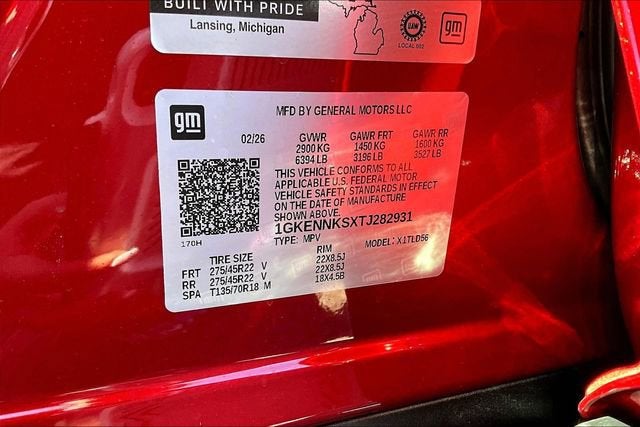 BUILT WITH PRIDE
Lansing, Michigan
UAW
LOCAL 602
gm
gm
MFD BY GENERAL MOTORS LLC
02/26 GVWR GAWR FRT GAWR RR
2900 KG 1450 KG 1600 KG
6394 LB 3196 LB 3527 LB
THIS VEHICLE CONFORMS TO ALL
APPLICABLE U.S. FEDERAL MOTOR
VEHICLE SAFETY STANDARDS IN EFFECT
ON THE DATE OF MANUFACTURE
SHOWN ABOVE.
1GKENNKSXTJ282931
TYPE: MPV MODEL: X1TLD56
170H
TIRE SIZE RIM
FRT 275/45R22 V 22X8.5J
RR 275/45R22 V 22X8.5J
SPA T135/70R18 M 18X4.5B